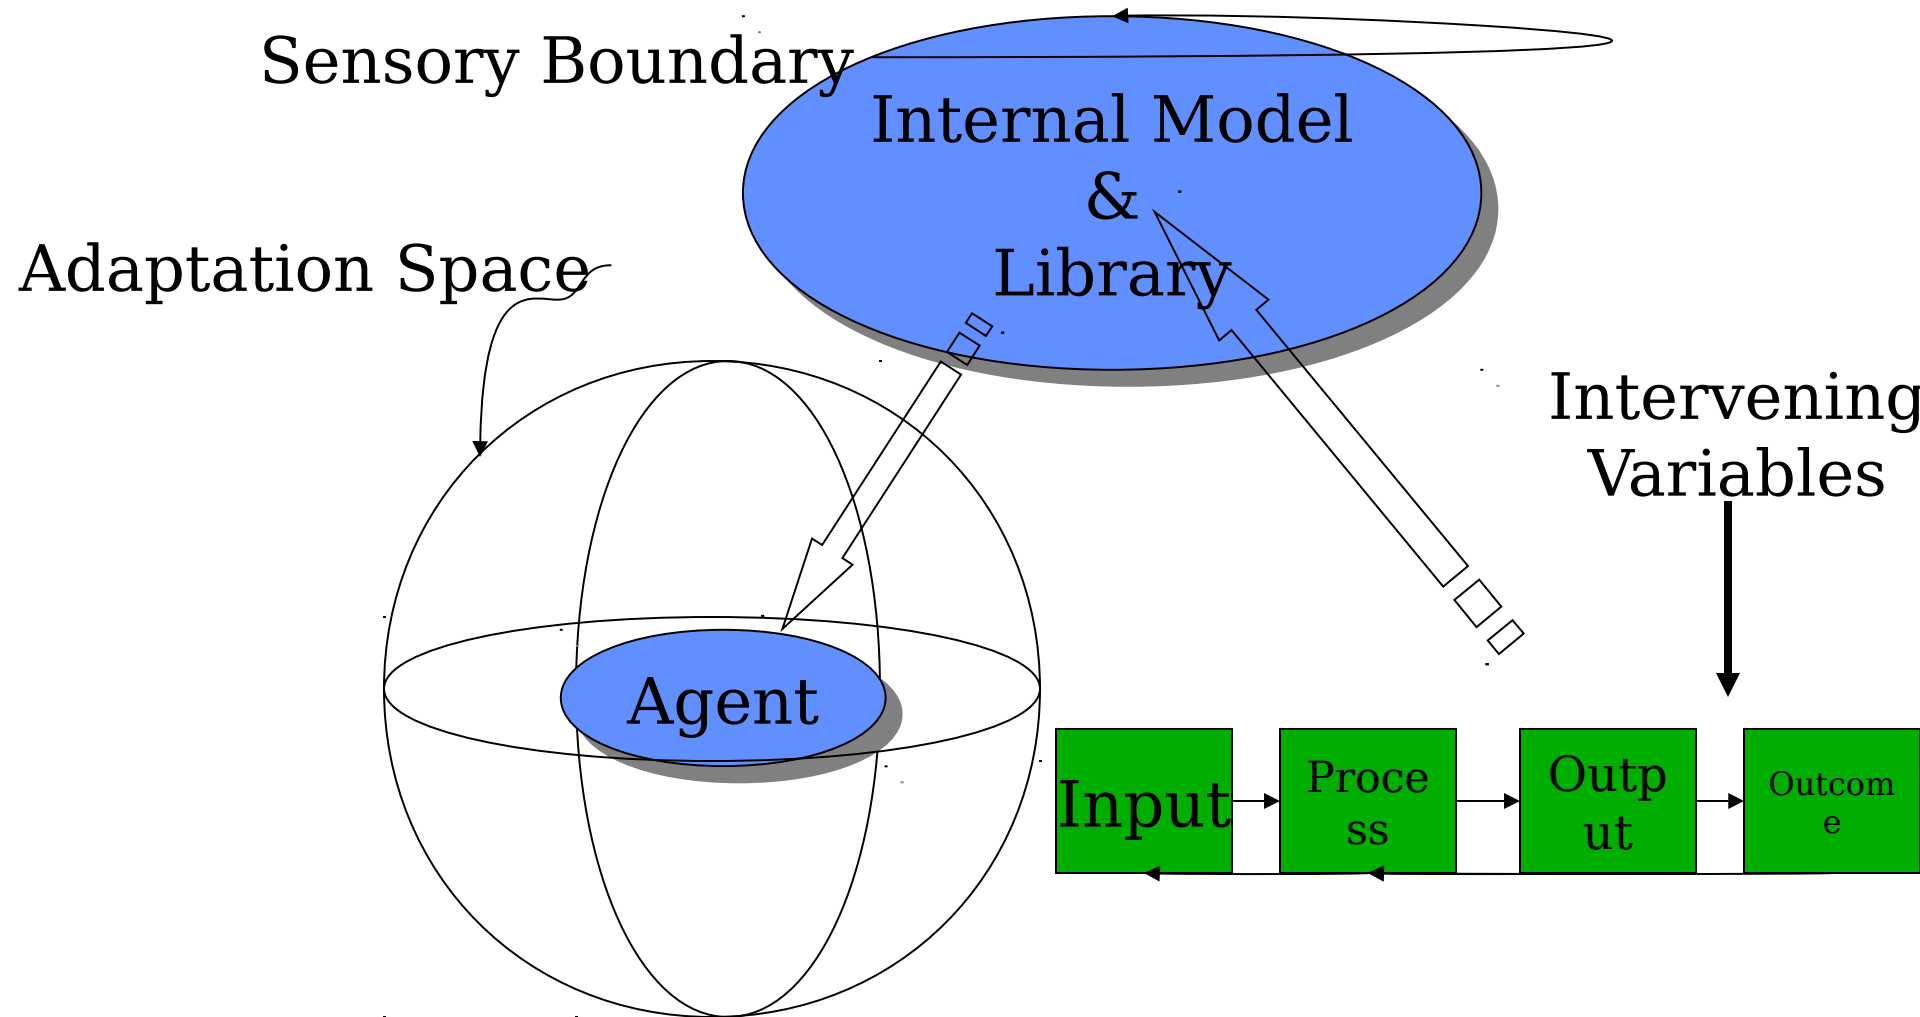 Sensory Boundary
Internal Model
&
Library
Adaptation Space
Intervening
Variables
Agent
Input
Proce
ss
Outp
ut
Outcom
e